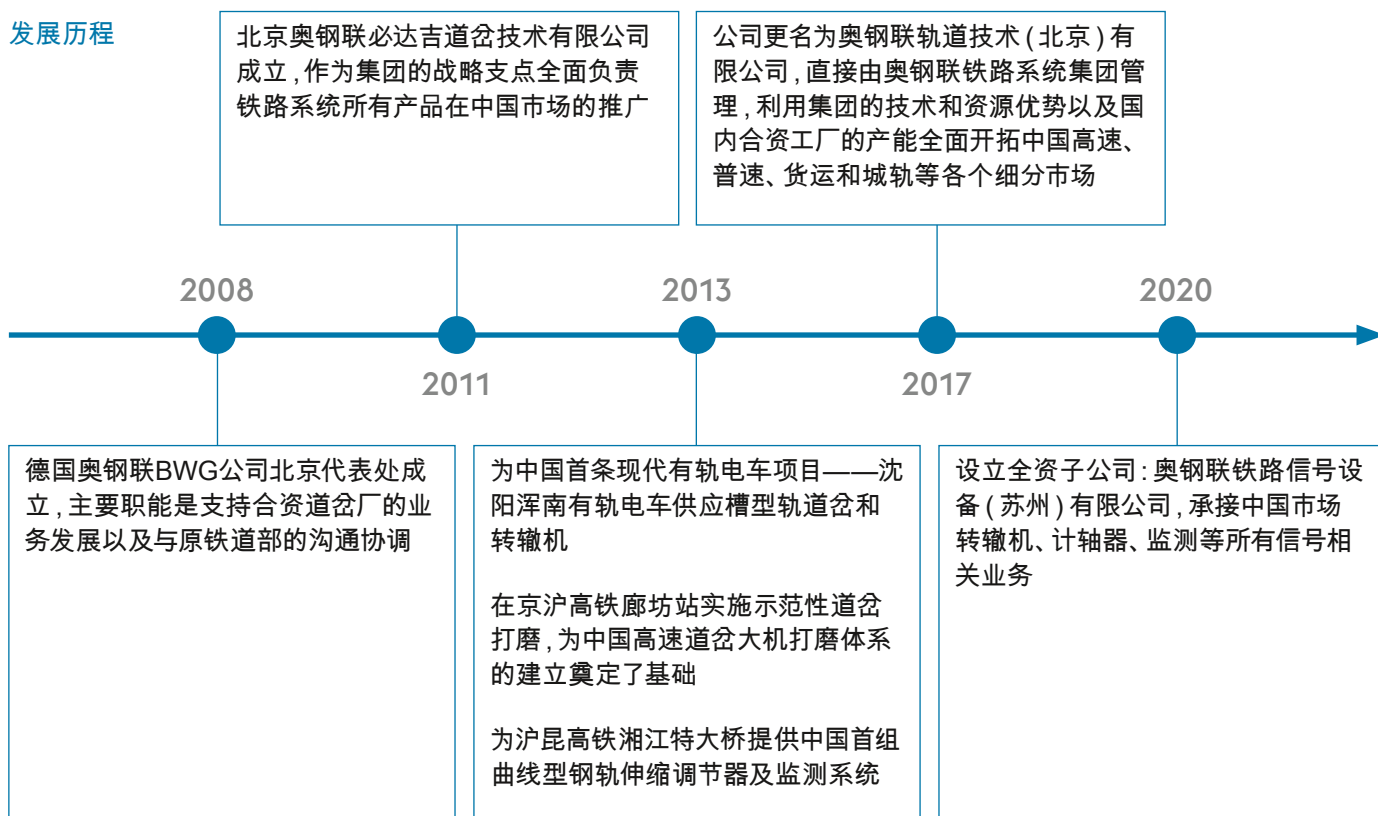 发展历程
北京奥钢联必达吉道岔技术有限公司
成立，作为集团的战略支点全面负责
铁路系统所有产品在中国市场的推广
公司更名为奥钢联轨道技术（北京）有
限公司，直接由奥钢联铁路系统集团管
理，利用集团的技术和资源优势以及国
内合资工厂的产能全面开拓中国高速、
普速、货运和城轨等各个细分市场
2008
2013
2020
2011
2017
德国奥钢联BWG公司北京代表处成
立，主要职能是支持合资道岔厂的业
务发展以及与原铁道部的沟通协调
为中国首条现代有轨电车项目——沈
阳浑南有轨电车供应槽型轨道岔和
转辙机
在京沪高铁廊坊站实施示范性道岔
打磨，为中国高速道岔大机打磨体系
的建立奠定了基础
为沪昆高铁湘江特大桥提供中国首组
曲线型钢轨伸缩调节器及监测系统
设立全资子公司：奥钢联铁路信号设
备（苏州）有限公司，承接中国市场
转辙机、计轴器、监测等所有信号相
关业务